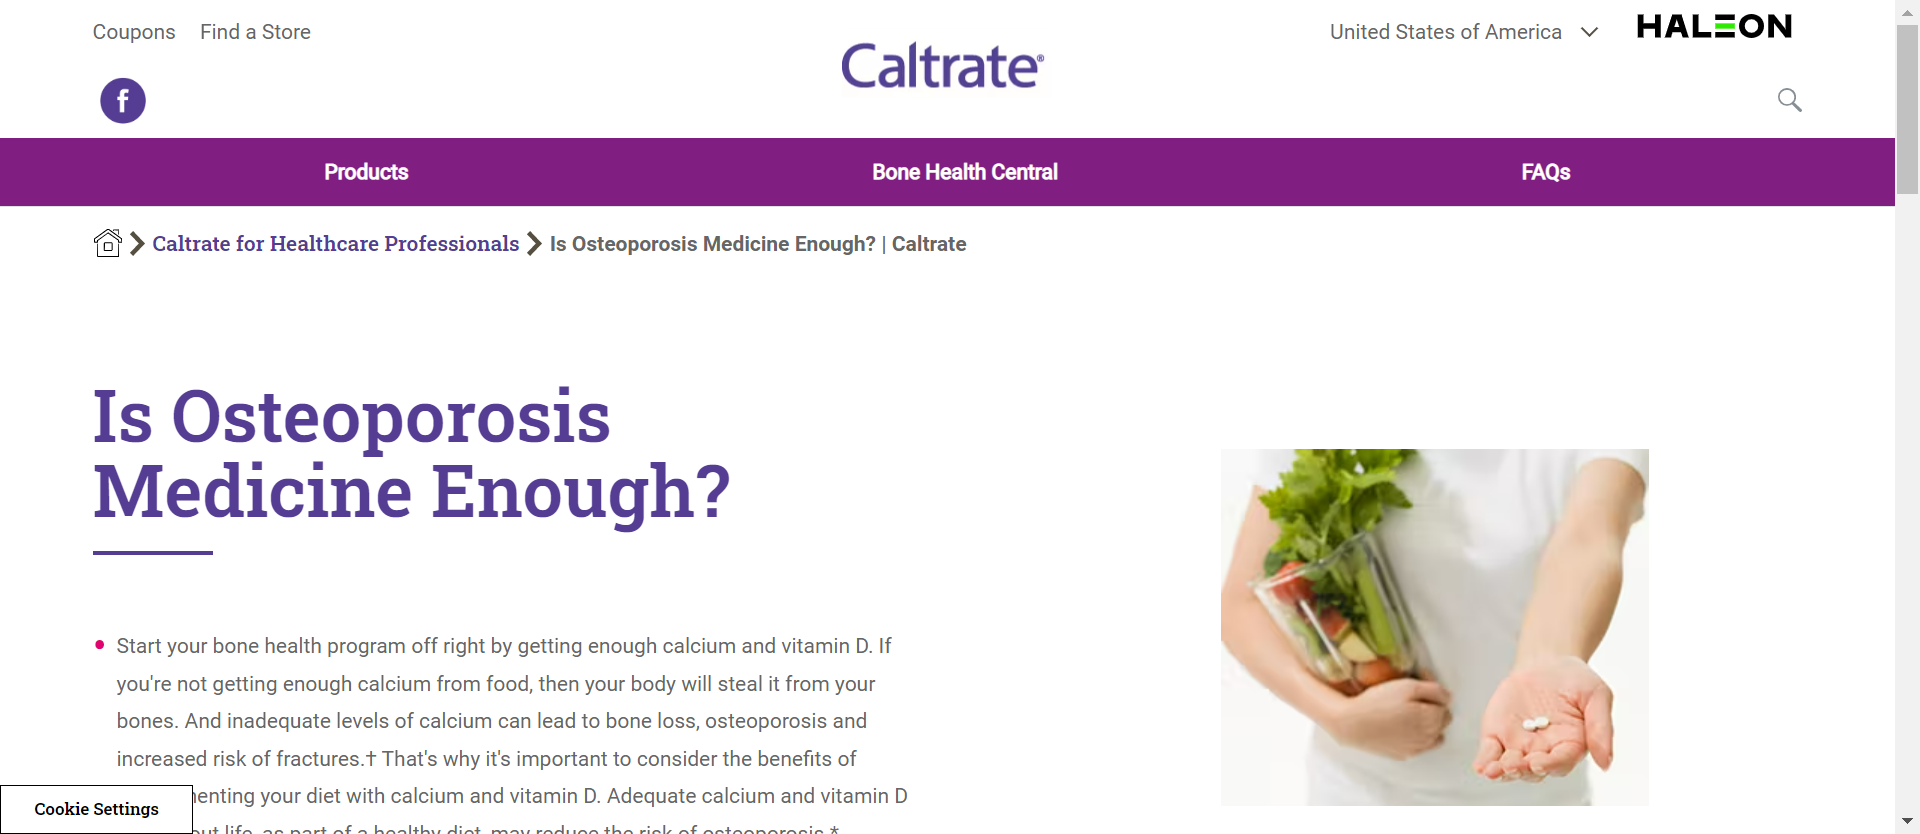 Coupons Find a Store
United States of America
HALEON
Caltrate®
f
Products Bone Health Central FAQs
Caltrate for Healthcare Professionals Is Osteoporosis Medicine Enough? | Caltrate
Is Osteoporosis
Medicine Enough?
Start your bone health program off right by getting enough calcium and vitamin D. If
you're not getting enough calcium from food, then your body will steal it from your
bones. And inadequate levels of calcium can lead to bone loss, osteoporosis and
increased risk of fractures.† That's why it's important to consider the benefits of
your diet with calcium and vitamin D. Adequate calcium and vitamin D
life, as part of a healthy diet, may reduce the risk of osteoporosis.*
Cookie Settings